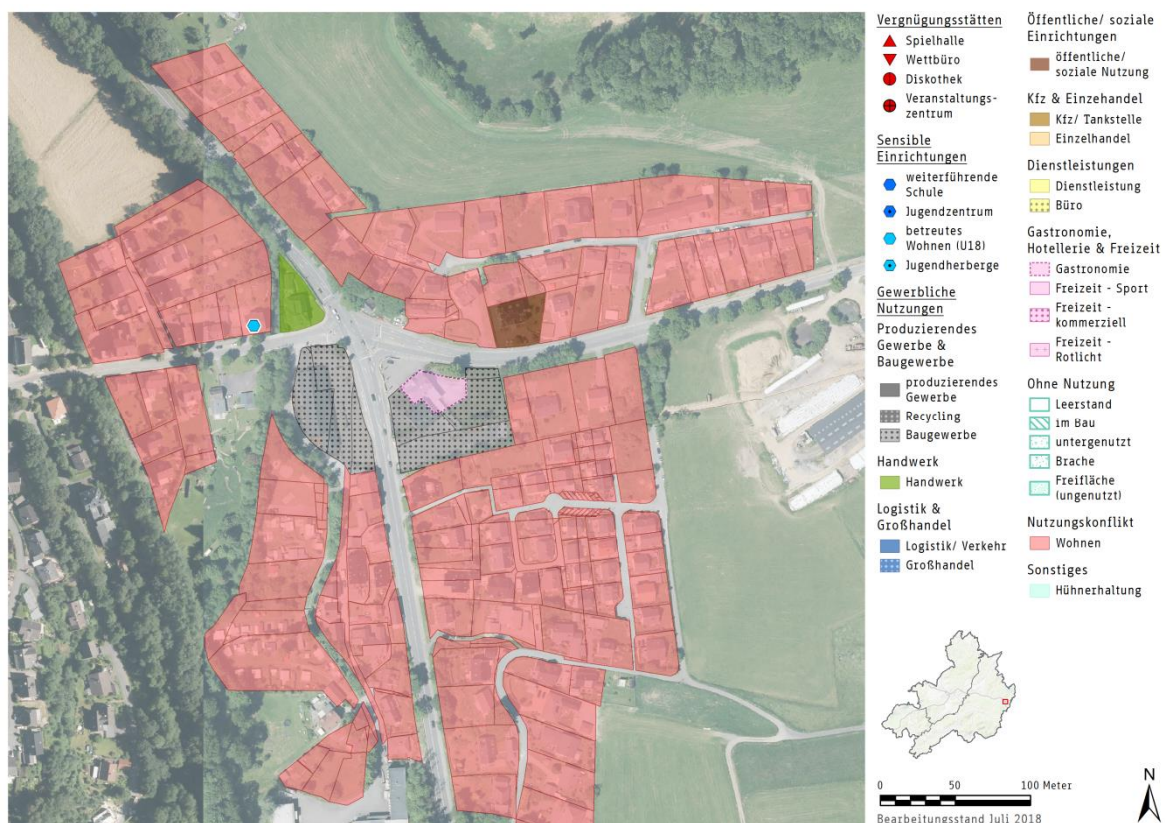 Vergnügungsstätten
Spielhalle
Wettbüro
Diskothek
Veranstaltungs-
zentrum
Sensible
Einrichtungen
weiterführende
Schule
Jugendzentrum
betreutes
Wohnen (U18)
Jugendherberge
Gewerbliche
Nutzungen
Produzierendes
Gewerbe &
Baugewerbe
produzierendes
Gewerbe
Recycling
Baugewerbe
Handwerk
Handwerk
Logistik &
Großhandel
Logistik/ Verkehr
Großhandel
Öffentliche/ soziale
Einrichtungen
öffentliche/
soziale Nutzung
Kfz & Einzehandel
Kfz/ Tankstelle
Einzelhandel
Dienstleistungen
Dienstleistung
Büro
Gastronomie,
Hotellerie & Freizeit
Gastronomie
Freizeit - Sport
Freizeit -
kommerziell
Freizeit -
Rotlicht
Ohne Nutzung
Leerstand
im Bau
untergenutzt
Brache
Freifläche
(ungenutzt)
Nutzungskonflikt
Wohnen
Sonstiges
Hühnerhaltung
0 50 100 Meter
Bearbeitungsstand Juli 2018
N